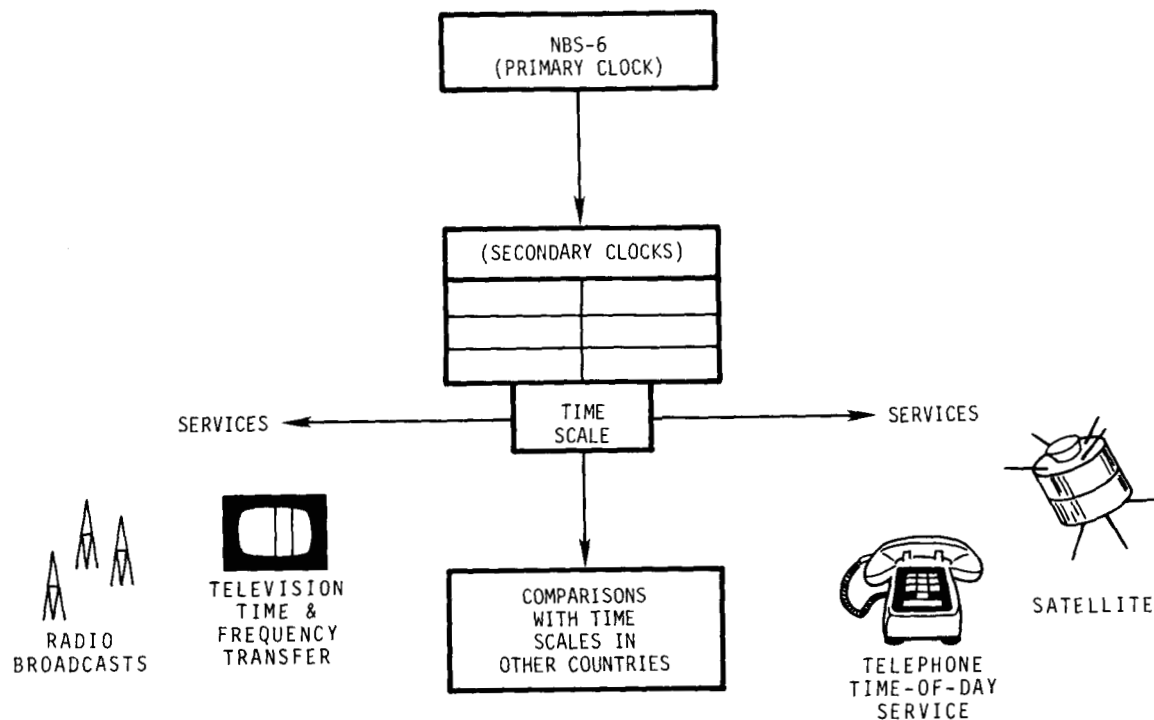 NBS-6
(PRIMARY CLOCK)
(SECONDARY CLOCKS)
TIME
SCALE
SERVICES
SERVICES
RADIO
BROADCASTS
TELEVISION
TIME &
FREQUENCY
TRANSFER
COMPARISONS
WITH TIME
SCALES IN
OTHER COUNTRIES
TELEPHONE
TIME-OF-DAY
SERVICE
SATELLITE